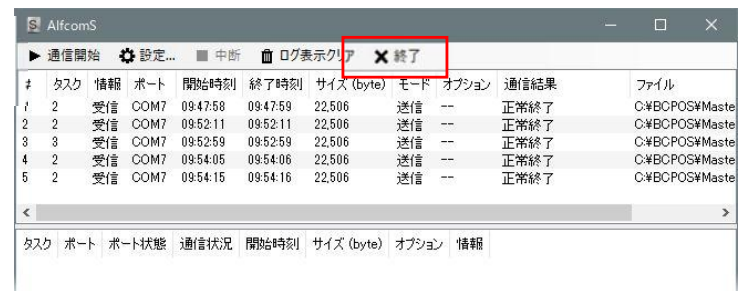 AlfcomS
通信開始 設定... 中断 ログ表示クリア 終了
# タスク 情報 ポート 開始時刻 終了時刻 サイズ (byte) モード オプション 通信結果 ファイル
1 2 受信 COM7 09:47:58 09:47:59 22,506 送信 -- 正常終了 C:¥BCPOS¥Maste
2 2 受信 COM7 09:52:11 09:52:11 22,506 送信 -- 正常終了 C:¥BCPOS¥Maste
3 3 受信 COM7 09:52:59 09:52:59 22,506 送信 -- 正常終了 C:¥BCPOS¥Maste
4 2 受信 COM7 09:54:05 09:54:06 22,506 送信 -- 正常終了 C:¥BCPOS¥Maste
5 2 受信 COM7 09:54:15 09:54:16 22,506 送信 -- 正常終了 C:¥BCPOS¥Maste
タスク ポート ポート状態 通信状況 開始時刻 サイズ (byte) オプション 情報